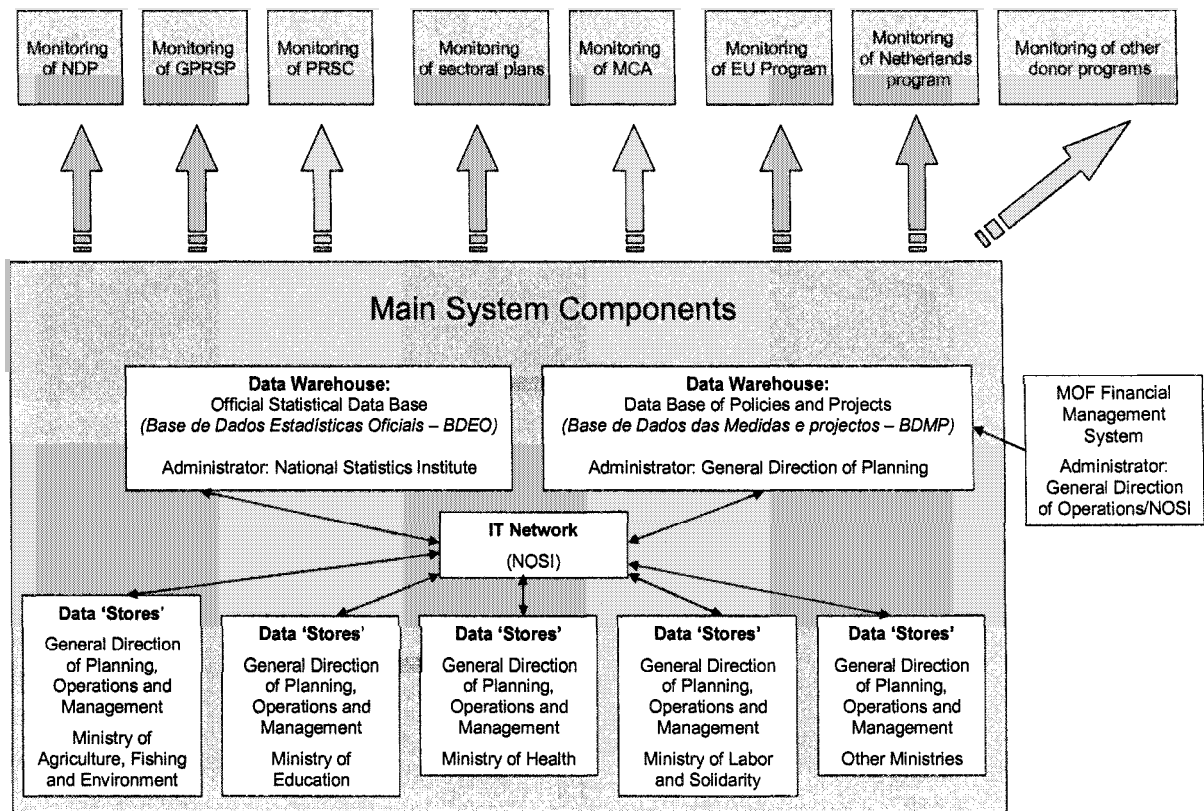 Monitoring
of NDP
Monitoring
of GPRSP
Monitoring
of PRSC
Monitoring
of sectoral plans
Monitoring
of MCA
Monitoring
of EU Program
Monitoring
of Netherlands
program
Monitoring of other
donor programs
Main System Components
Data Warehouse:
Official Statistical Data Base
(Base de Dados Estadísticas Oficiais – BDEO)
Administrator: National Statistics Institute
Data Warehouse:
Data Base of Policies and Projects
(Base de Dados das Medidas e projectos – BDMP)
Administrator: General Direction of Planning
MOF Financial
Management
System
Administrator:
General Direction
of Operations/NOSI
IT Network
(NOSI)
Data ‘Stores’
General Direction
of Planning,
Operations and
Management
Ministry of
Agriculture, Fishing
and Environment
Data ‘Stores’
General Direction
of Planning,
Operations and
Management
Ministry of
Education
Data ‘Stores’
General Direction
of Planning,
Operations and
Management
Ministry of Health
Data ‘Stores’
General Direction
of Planning,
Operations and
Management
Ministry of Labor
and Solidarity
Data ‘Stores’
General Direction
of Planning,
Operations and
Management
Other Ministries